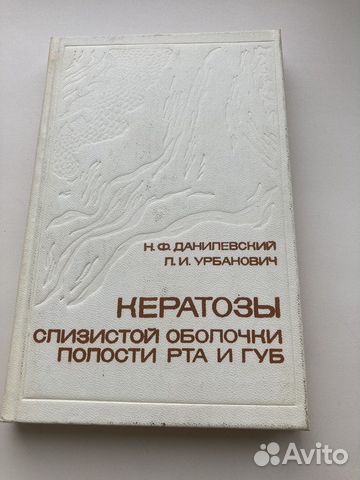 Н.Ф. ДАНИЛЕВСКИЙ
Л.И. УРБАНОВИЧ
КЕРАТОЗЫ
СЛИЗИСТОЙ ОБОЛОЧКИ
ПОЛОСТИ РТА И ГУБ
Avito